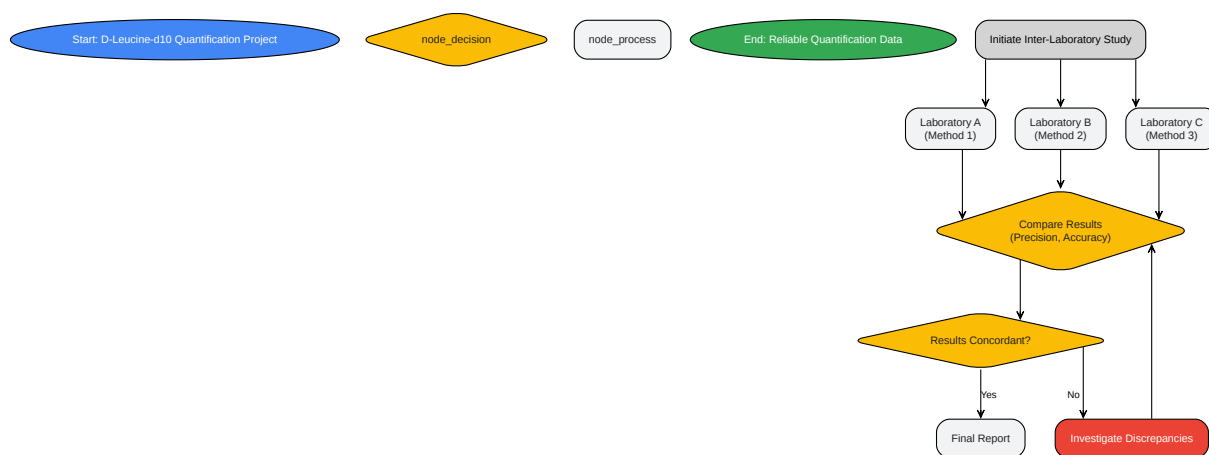 Start: D-Leucine-d10 Quantification Project
node_decision
node_process
End: Reliable Quantification Data
Initiate Inter-Laboratory Study
Laboratory A
(Method 1)
Laboratory B
(Method 2)
Laboratory C
(Method 3)
Compare Results
(Precision, Accuracy)
Results Concordant?
Yes
No
Final Report
Investigate Discrepancies